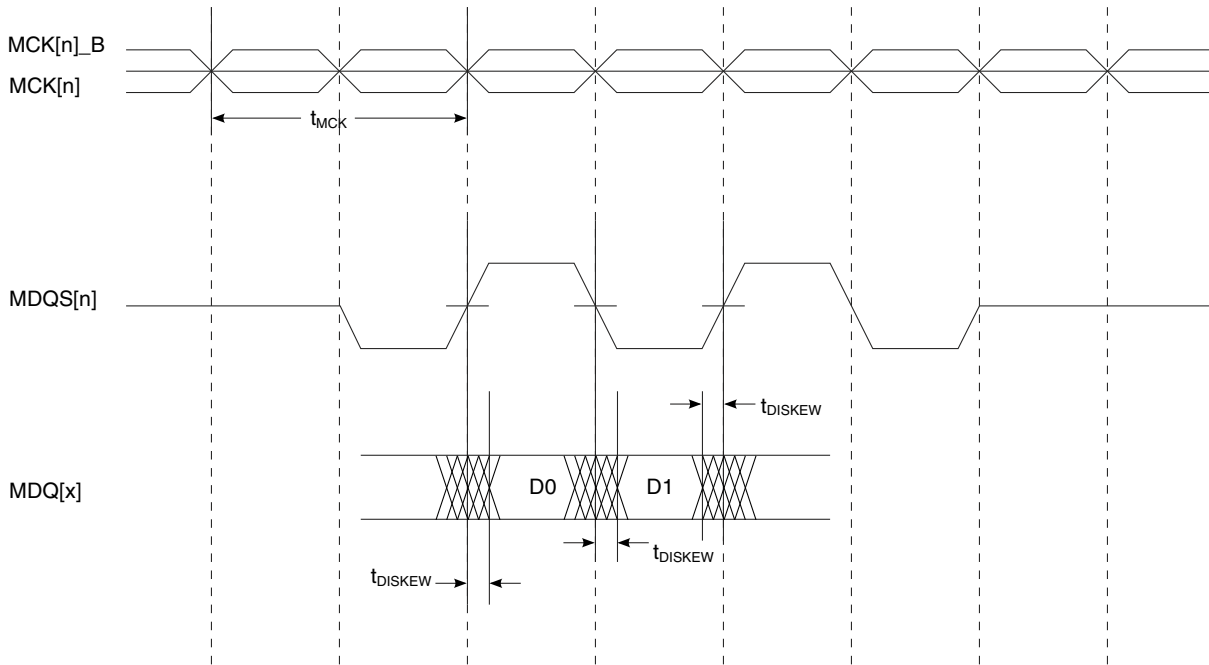 MCK[n]_B
MCK[n]
tMCK
MDQS[n]
tDISKEW
MDQ[x]
D0
D1
tDISKEW
tDISKEW